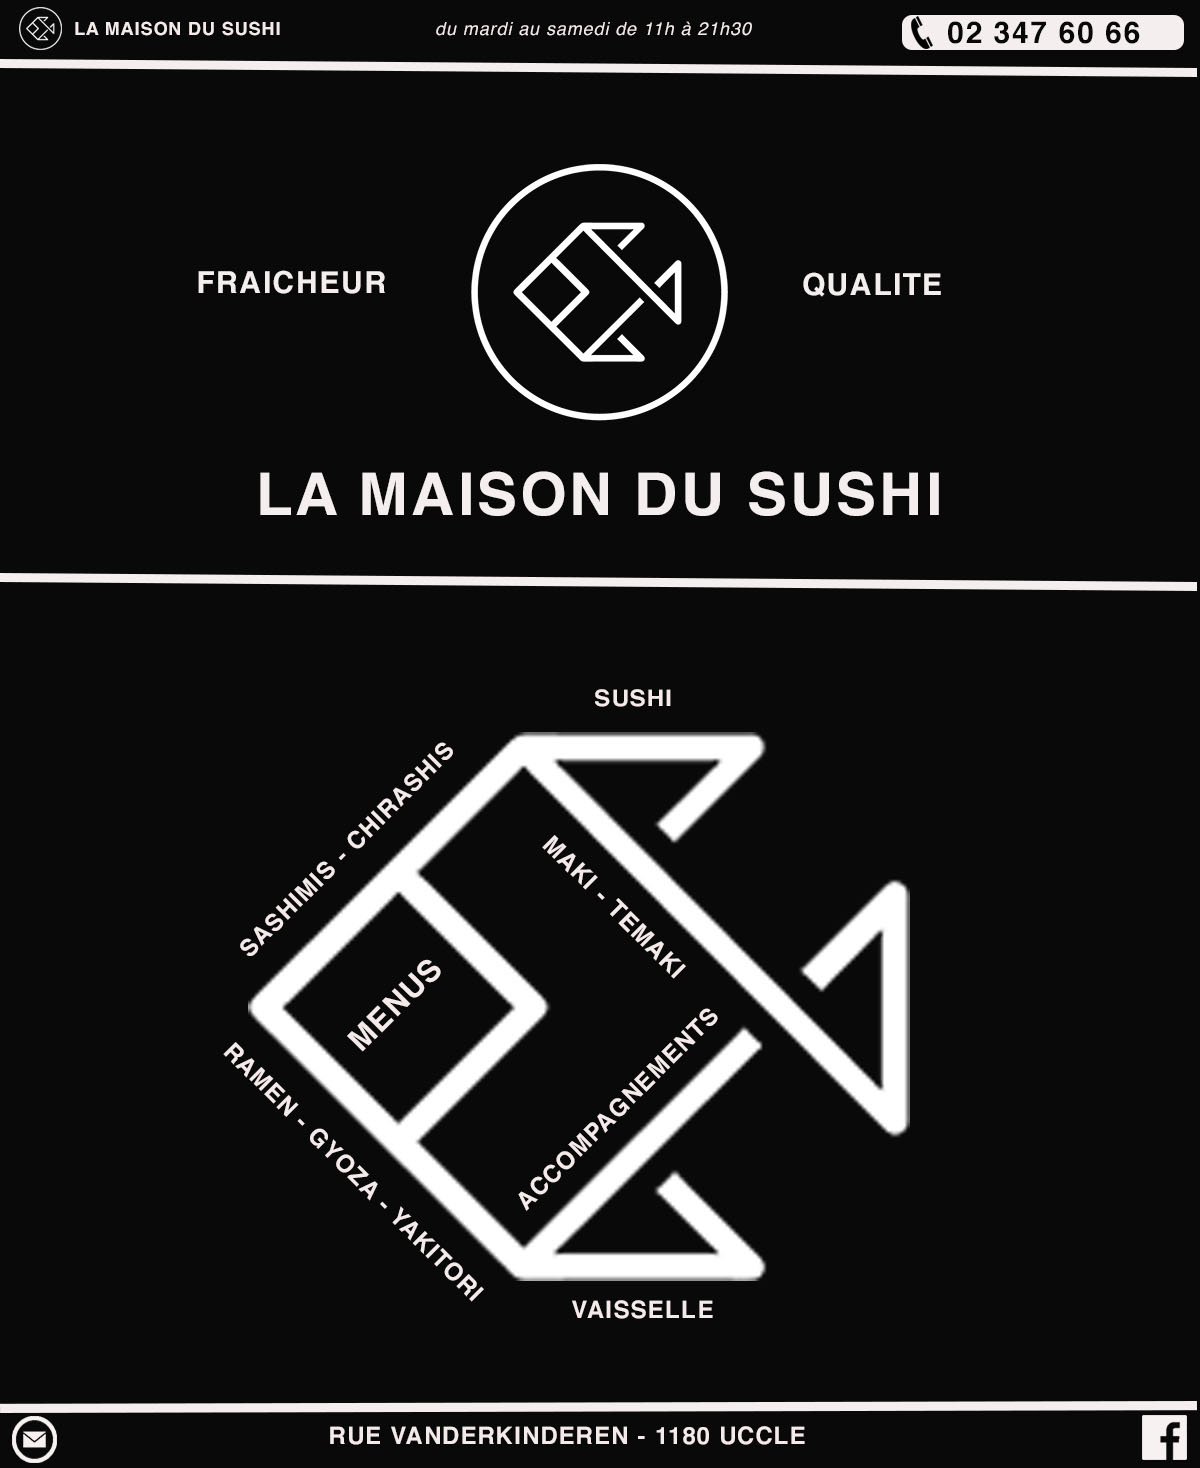 LA MAISON DU SUSHI
du mardi au samedi de 11h à 21h30
02 347 60 66
FRAICHEUR
QUALITE
LA MAISON DU SUSHI
SUSHI
SASHIMIS - CHIRASHIS
MAKI - TEMAKI
MENUS
ACCOMPAGNEMENTS
RAMEN - GYOZA - YAKITORI
VAISSELLE
RUE VANDERKINDEREN - 1180 UCCLE